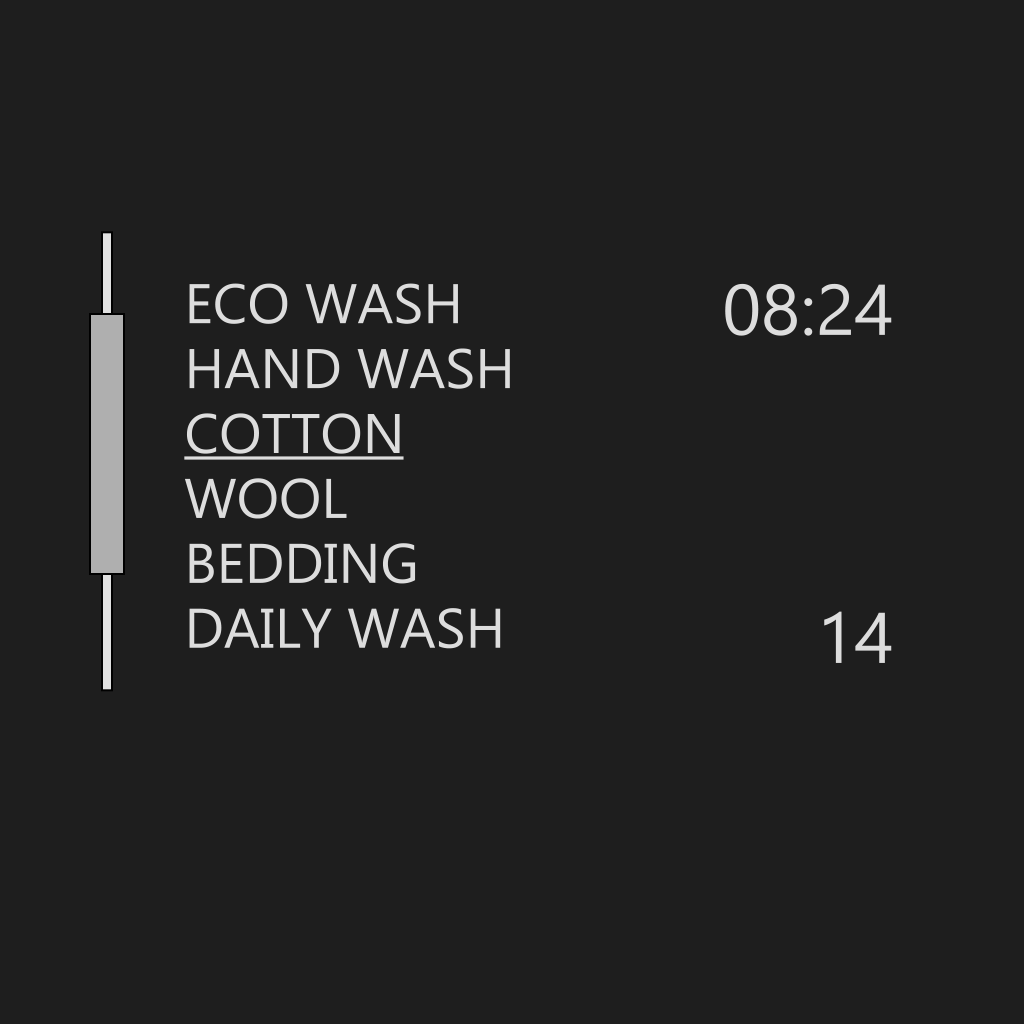 ECO WASH
HAND WASH
COTTON
WOOL
BEDDING
DAILY WASH
08:24
14